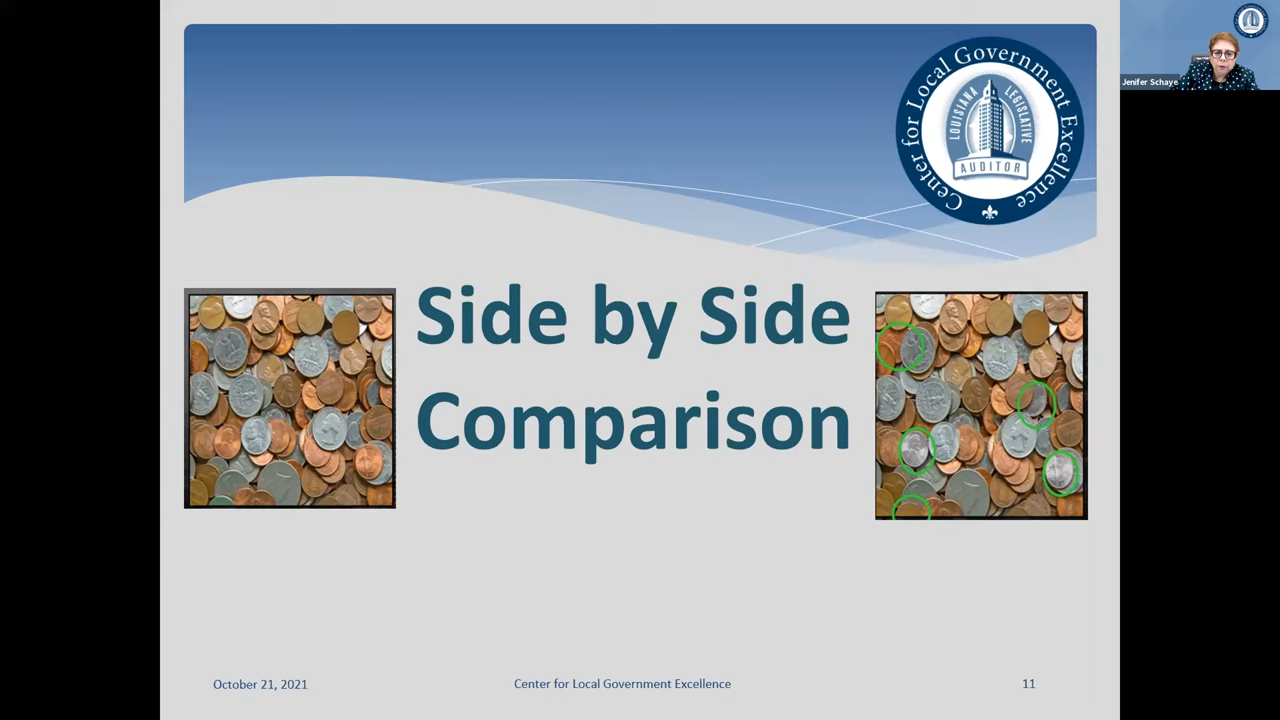 Center for Local Government Excellence
LOUISIANA LEGISLATIVE
AUDITOR
Jenifer Schaye
Side by Side
Comparison
October 21, 2021
Center for Local Government Excellence
11